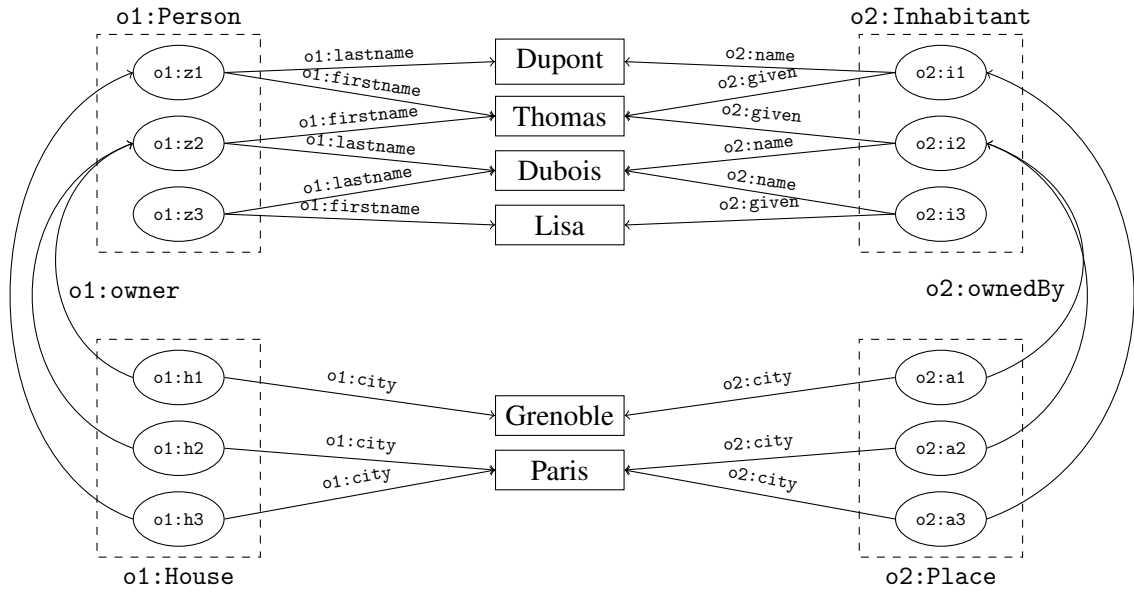 o1:Person
o2:Inhabitant
o1:z1
o1:lastname
Dupont
o2:name
o2:i1
o1:firstname
o2:given
Thomas
o1:firstname
o2:given
o1:z2
o1:lastname
o2:name
o2:i2
Dubois
o1:lastname
o2:name
o1:z3
o1:firstname
o2:given
o2:i3
Lisa
o1:owner
o2:ownedBy
o1:h1
o1:city
o2:city
o2:a1
Grenoble
o1:h2
o1:city
o2:city
o2:a2
Paris
o1:city
o2:city
o1:h3
o2:a3
o1:House
o2:Place